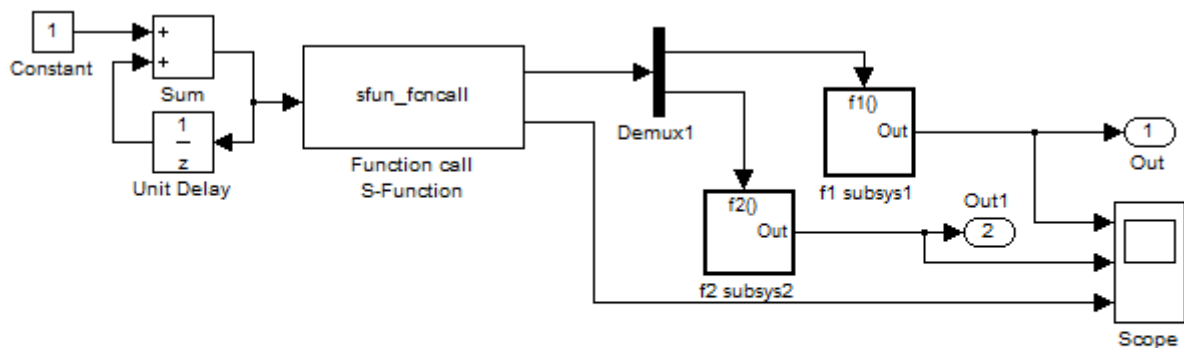 1
Constant
+
+
Sum
1
z
Unit Delay
sfun_fcncall
Function call
S-Function
Demux1
f1()
Out
f1 subsys1
f2()
Out
f2 subsys2
1
Out
Out1
2
Scope